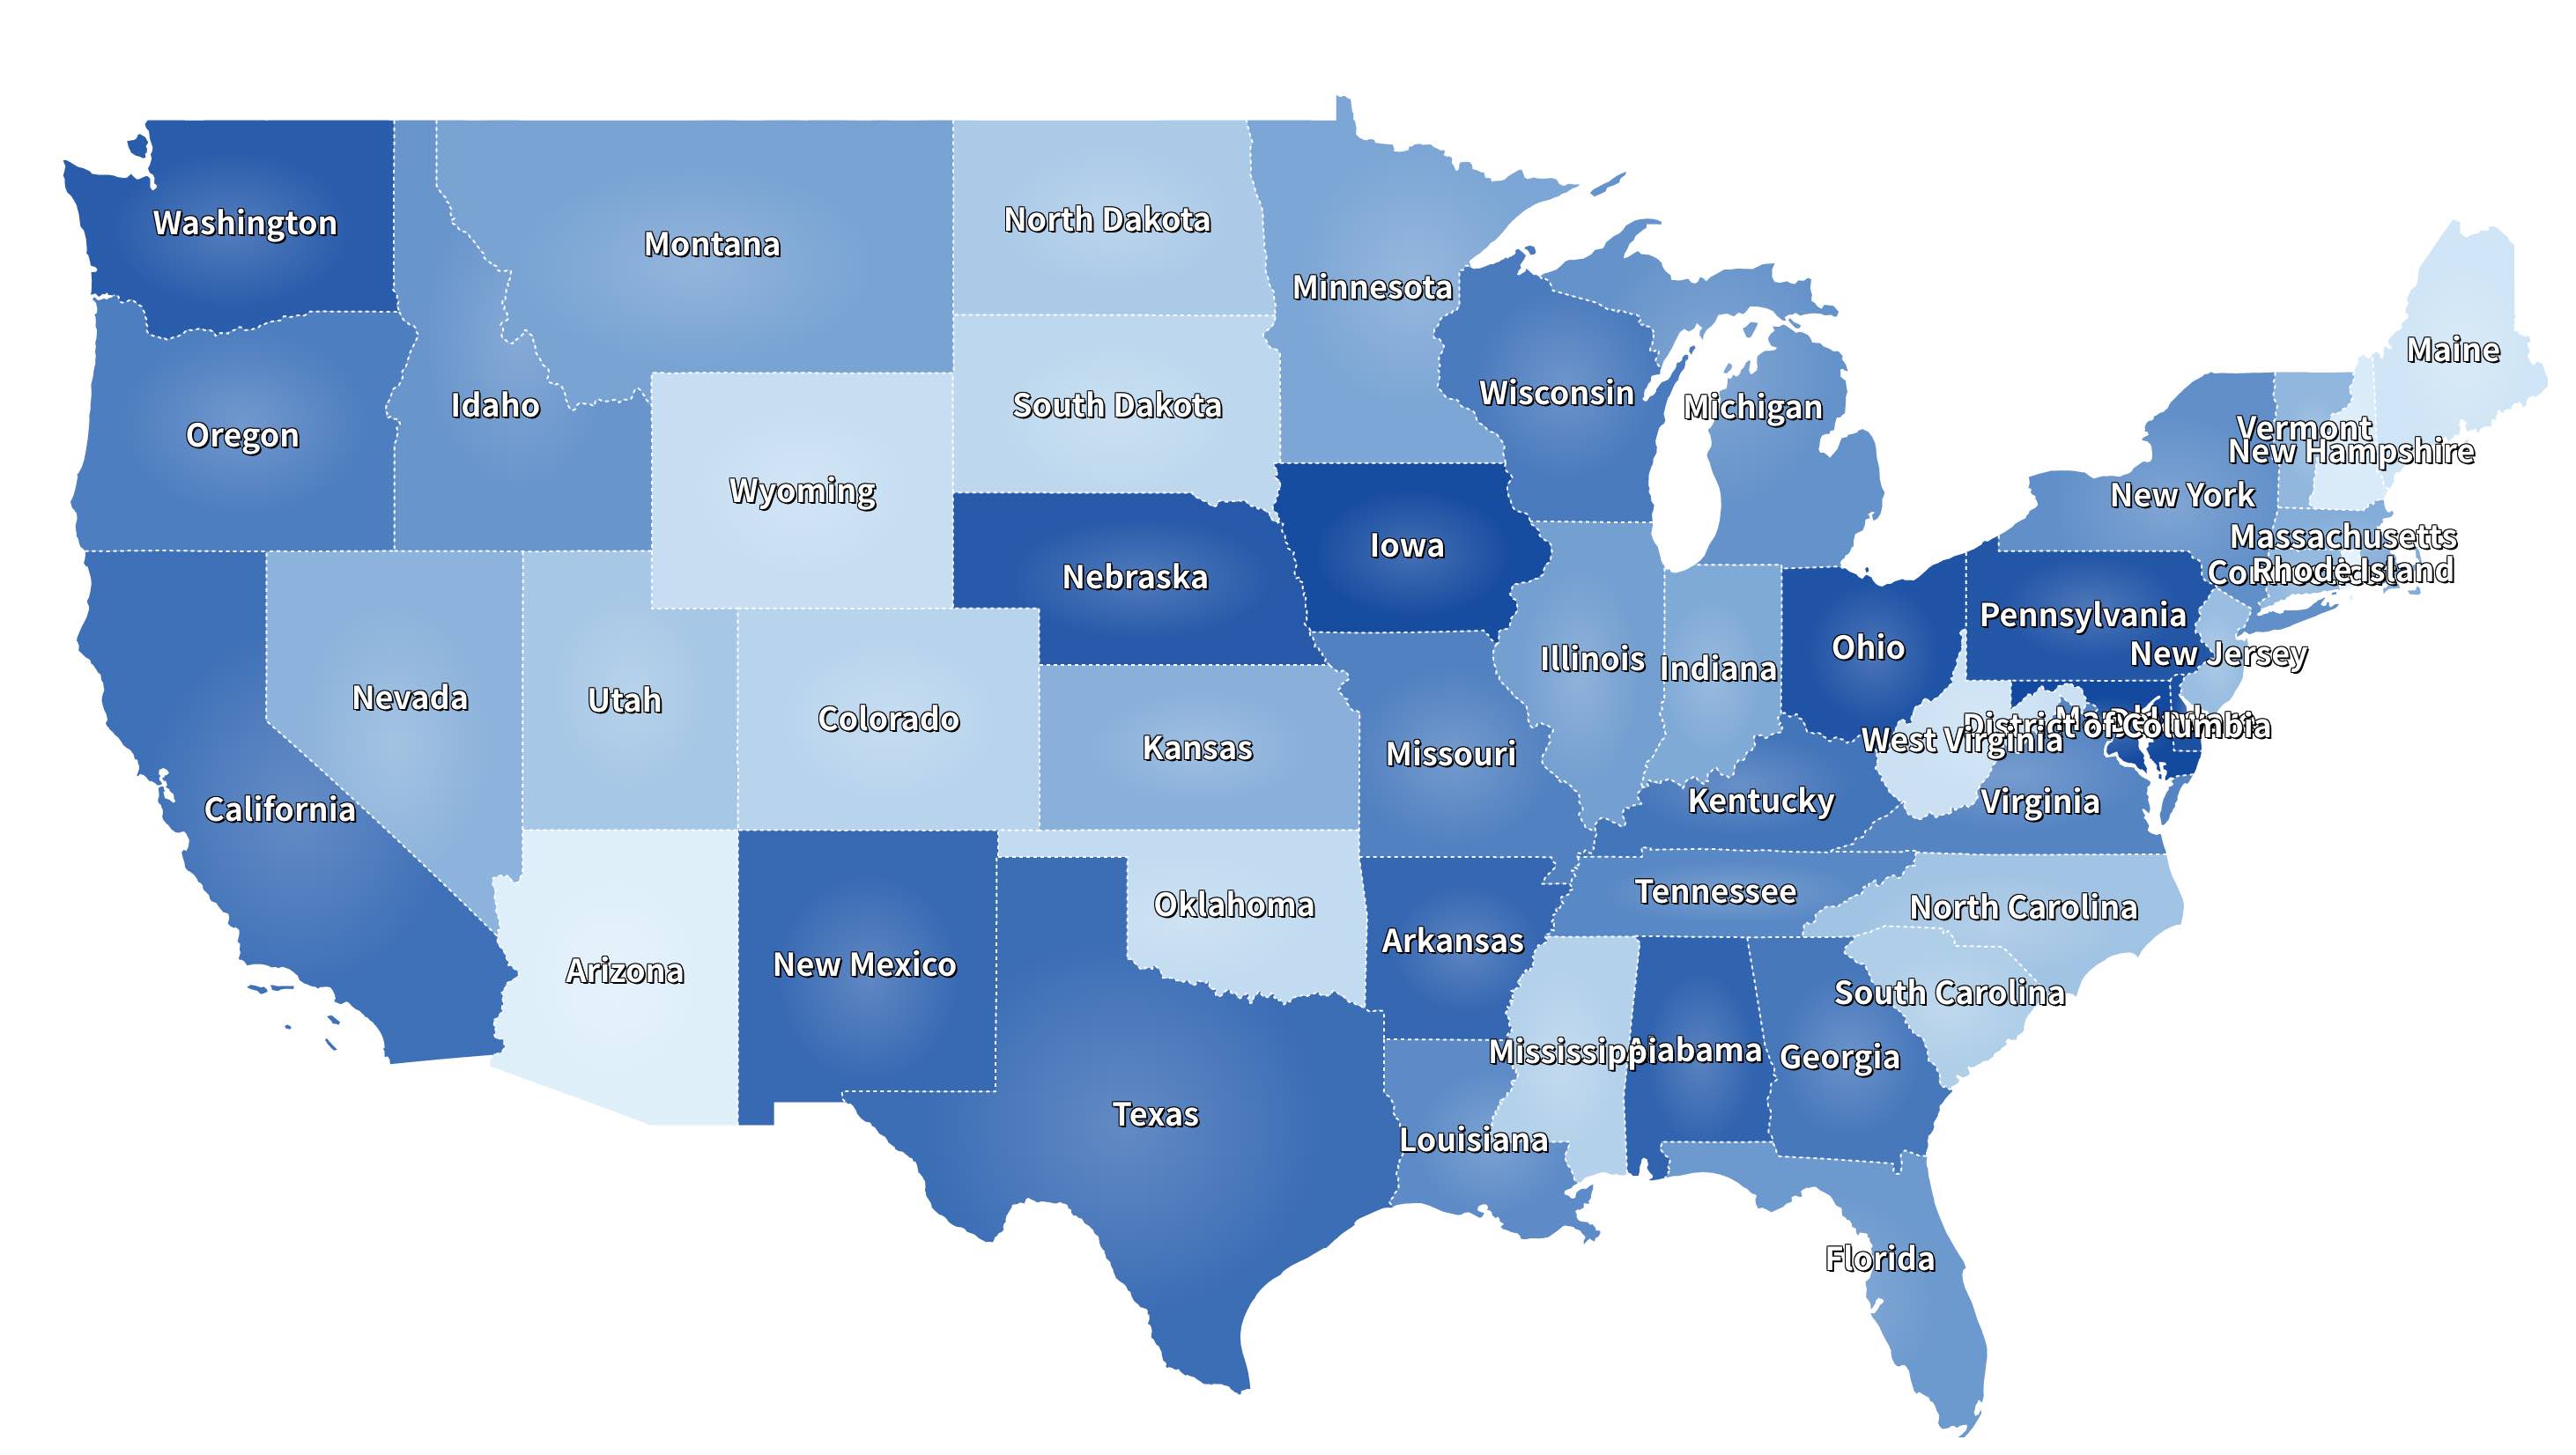 Washington
North Dakota
Montana
Minnesota
Maine
Wisconsin
South Dakota
Idaho
Michigan
Vermont
Oregon
New Hampshire
Wyoming
New York
Massachusetts
Iowa
Rhode Island
Nebraska
Pennsylvania
Ohio
New Jersey
Illinois
Indiana
Nevada
Utah
Colorado
District of Columbia
West Virginia
Kansas
Missouri
Kentucky
Virginia
California
Tennessee
Oklahoma
North Carolina
Arkansas
New Mexico
Arizona
South Carolina
Mississippi
Alabama
Georgia
Texas
Louisiana
Florida